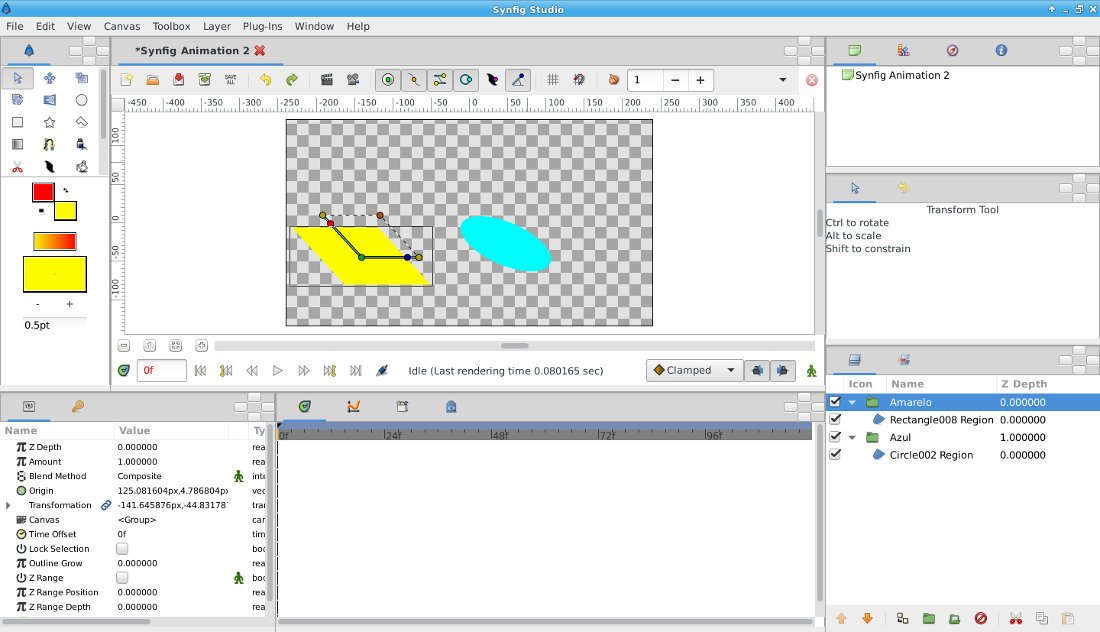 Synfig Studio
File Edit View Canvas Toolbox Layer Plug-Ins Window Help
*Synfig Animation 2
SAVE ALL
1
-450 -400 -350 -300 -250 -200 -150 -100 -50 0 50 100 150 200 250 300 350 400
100
50
0
-50
-100
0.5pt
Synfig Animation 2
Transform Tool
Ctrl to rotate
Alt to scale
Shift to constrain
0f
Idle (Last rendering time 0.080165 sec)
Clamped
Icon Name Z Depth
Amarelo 0.000000
Rectangle008 Region 0.000000
Azul 1.000000
Circle002 Region 0.000000
Name Value Ty
Z Depth 0.000000 rea
Amount 1.000000 rea
Blend Method Composite inte
Origin 125.081604px,4.786804px vec
Transformation -141.645876px,-44.83178 tra
Canvas <Group> car
Time Offset 0f tim
Lock Selection boo
Outline Grow 0.000000 rea
Z Range boo
Z Range Position 0.000000 rea
Z Range Depth 0.000000 rea
0f 24f 48f 72f 96f